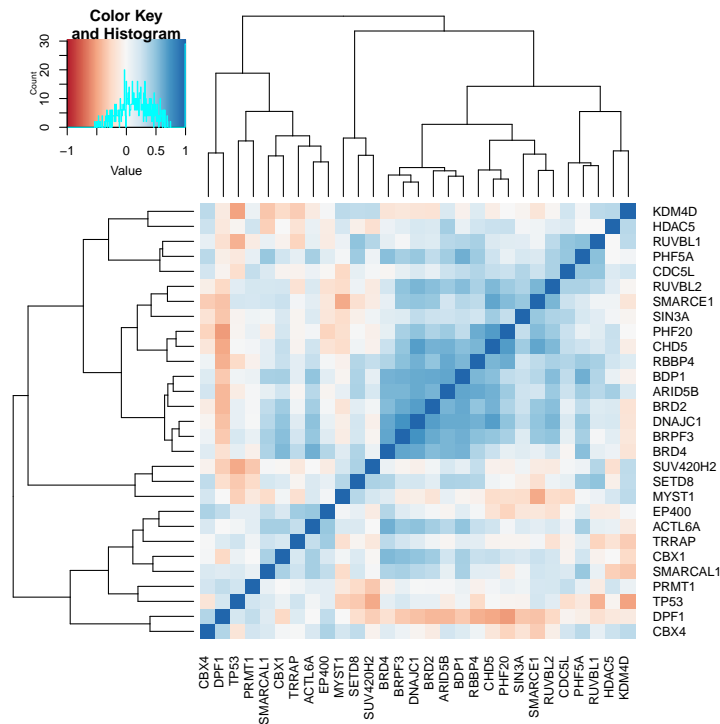 Color Key
and Histogram
Count
0
10
20
30
−1
0
0.5
1
Value
KDM4D
HDAC5
RUVBL1
PHF5A
CDC5L
RUVBL2
SMARCE1
SIN3A
PHF20
CHD5
RBBP4
BDP1
ARID5B
BRD2
DNAJC1
BRPF3
BRD4
SUV420H2
SETD8
MYST1
EP400
ACTL6A
TRRAP
CBX1
SMARCAL1
PRMT1
TP53
DPF1
CBX4
CBX4
DPF1
TP53
PRMT1
SMARCAL1
CBX1
TRRAP
ACTL6A
EP400
MYST1
SETD8
SUV420H2
BRD4
BRPF3
DNAJC1
BRD2
ARID5B
BDP1
RBBP4
CHD5
PHF20
SIN3A
SMARCE1
RUVBL2
CDC5L
PHF5A
RUVBL1
HDAC5
KDM4D